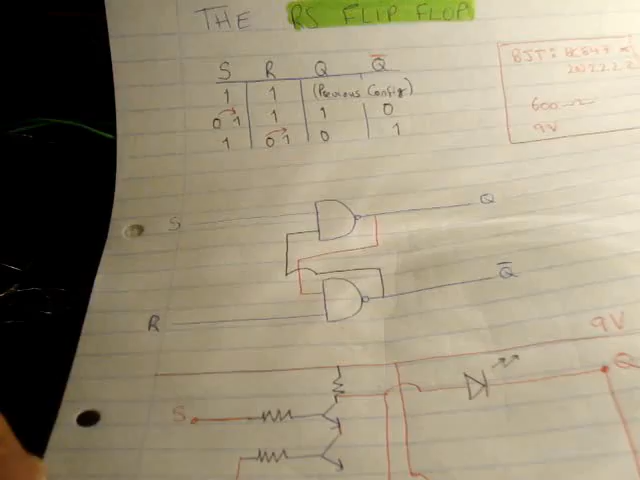 THE RS FLIP FLOP
S R Q Q̅
1 1 (Previous Config)
0→1 1 1 0
1 0→1 0 1
BJT:
600
9V
S
Q
Q̅
R
9V
Q
S